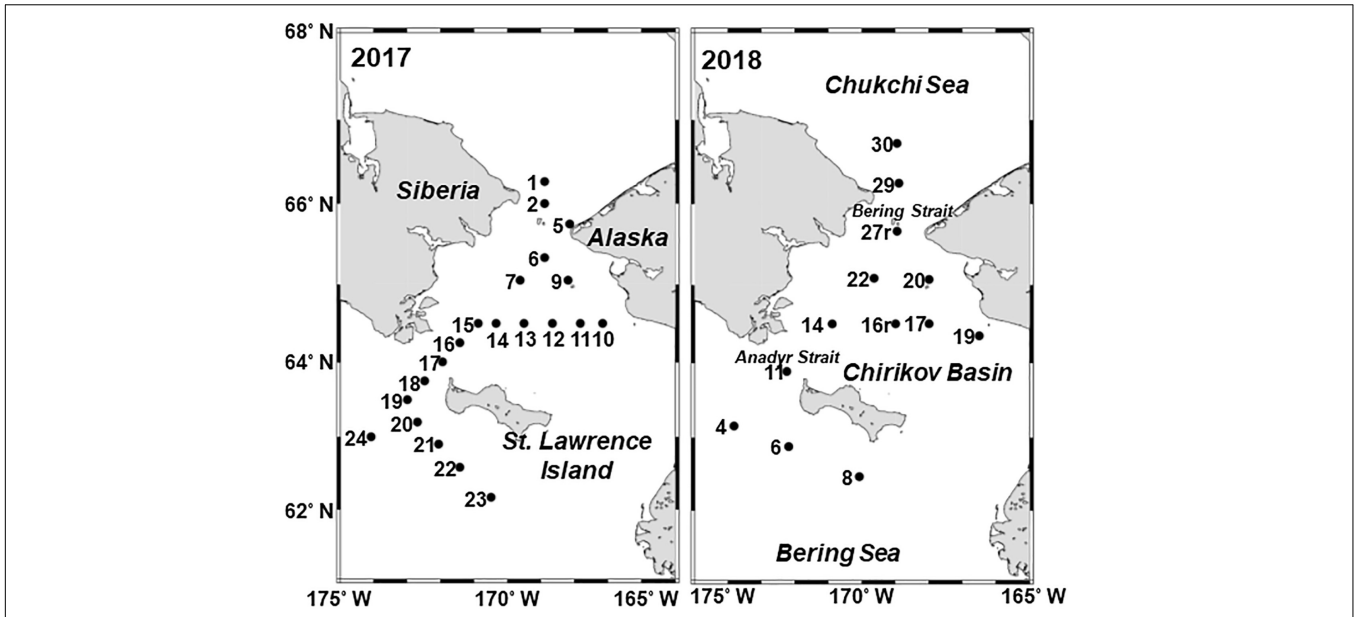 68° N
2017
2018
Chukchi Sea
30
1
29
Siberia
66° N
2
Bering Strait
5
27r
Alaska
6
7
9
22
20
15
14
13
12
11
10
14
16r
17
19
16
64° N
17
Anadyr Strait
11
Chirikov Basin
18
19
20
24
21
St. Lawrence
Island
4
6
22
8
23
62° N
Bering Sea
175° W
170° W
165° W
175° W
170° W
165° W